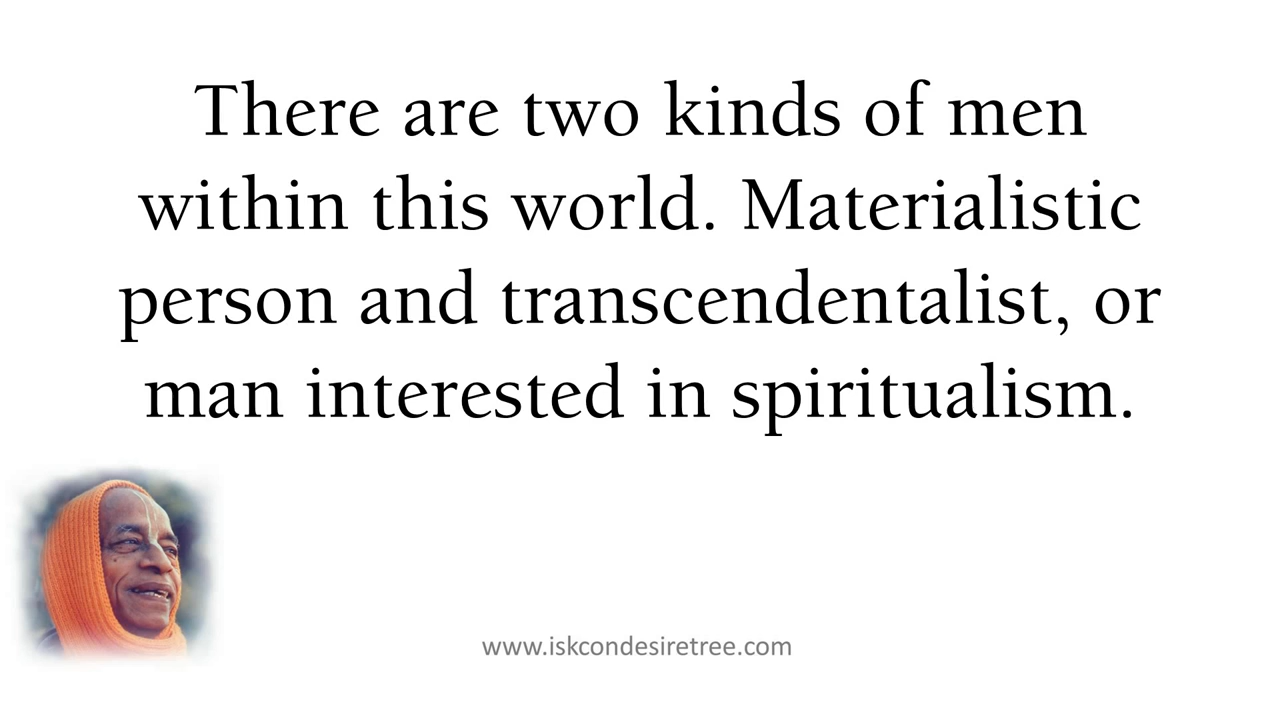 There are two kinds of men
within this world. Materialistic
person and transcendentalist, or
man interested in spiritualism.
www.iskcondesiretree.com